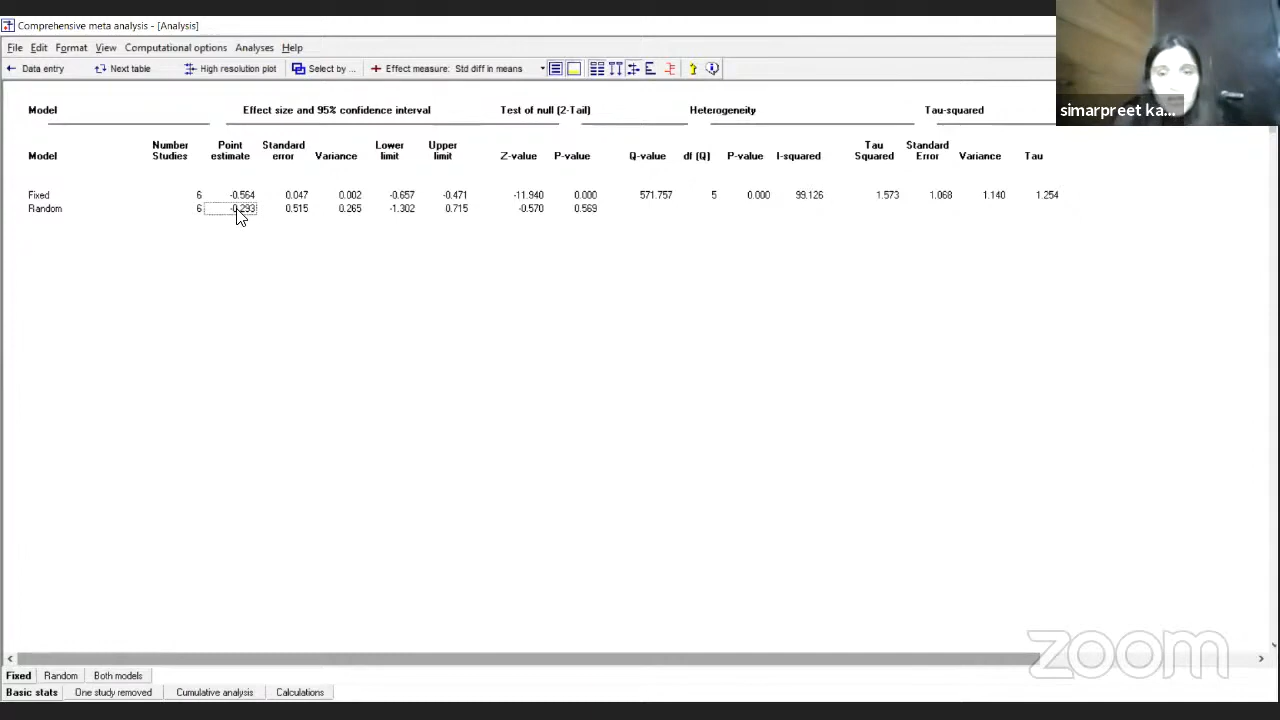 Comprehensive meta analysis - [Analysis]
File Edit Format View Computational options Analyses Help
Data entry Next table High resolution plot Select by ... Effect measure: Std diff in means
simarpreet ka...
Model Effect size and 95% confidence interval Test of null (2-Tail) Heterogeneity Tau-squared
Number Point Standard Lower Upper Tau Standard
Model Studies estimate error Variance limit limit Z-value P-value Q-value df (Q) P-value I-squared Squared Error Variance Tau
Fixed 6 -0.564 0.047 0.002 -0.657 -0.471 -11.940 0.000 571.757 5 0.000 99.126 1.573 1.068 1.140 1.254
Random 6 -0.293 0.515 0.265 -1.302 0.715 -0.570 0.569
zoom
Fixed Random Both models
Basic stats One study removed Cumulative analysis Calculations